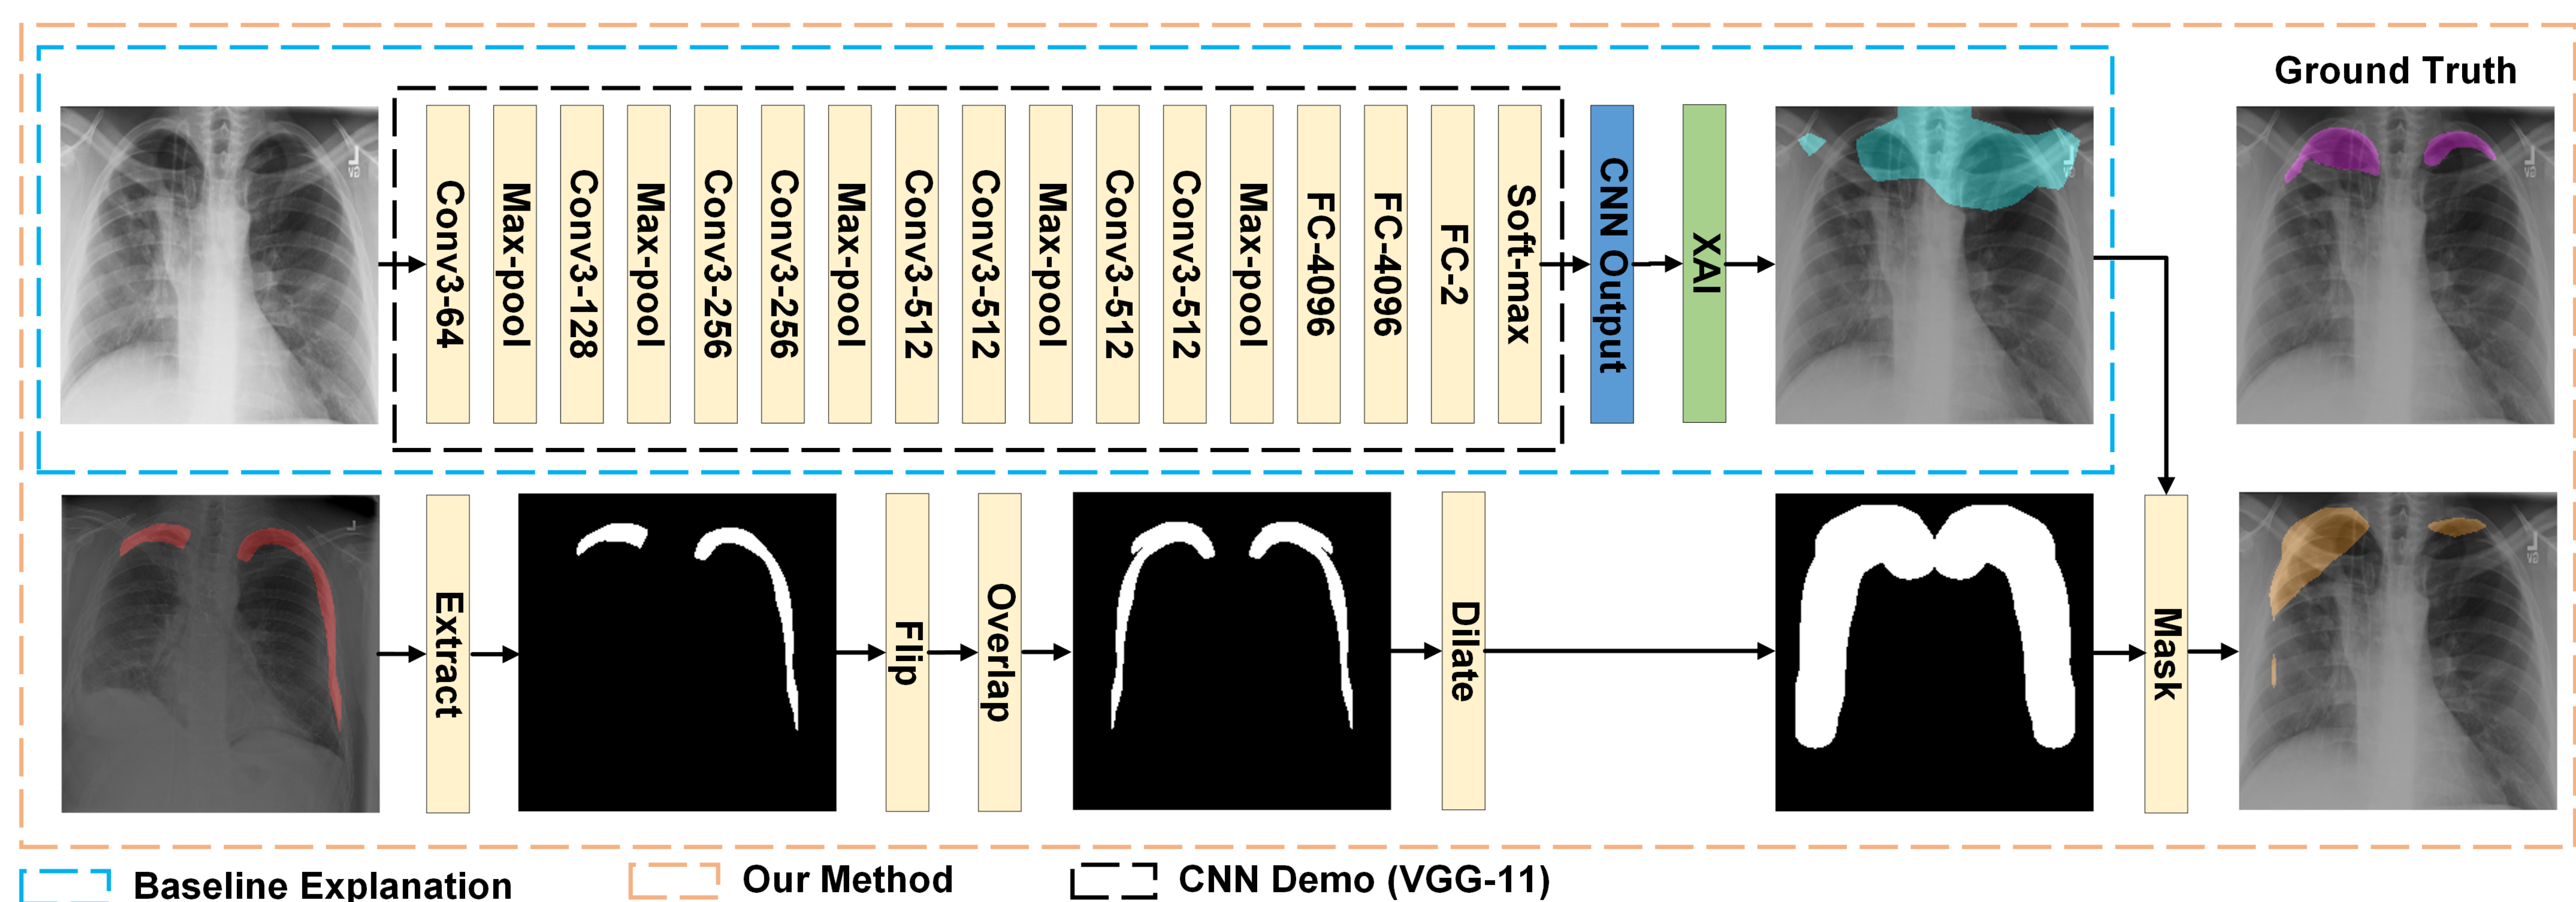 Ground Truth
Conv3-64
Max-pool
Conv3-128
Max-pool
Conv3-256
Conv3-256
Max-pool
Conv3-512
Conv3-512
Max-pool
Conv3-512
Conv3-512
Max-pool
FC-4096
FC-4096
FC-2
Soft-max
CNN Output
XAI
L
L
L
Extract
Flip
Overlap
Dilate
Mask
L
L
Baseline Explanation
Our Method
CNN Demo (VGG-11)